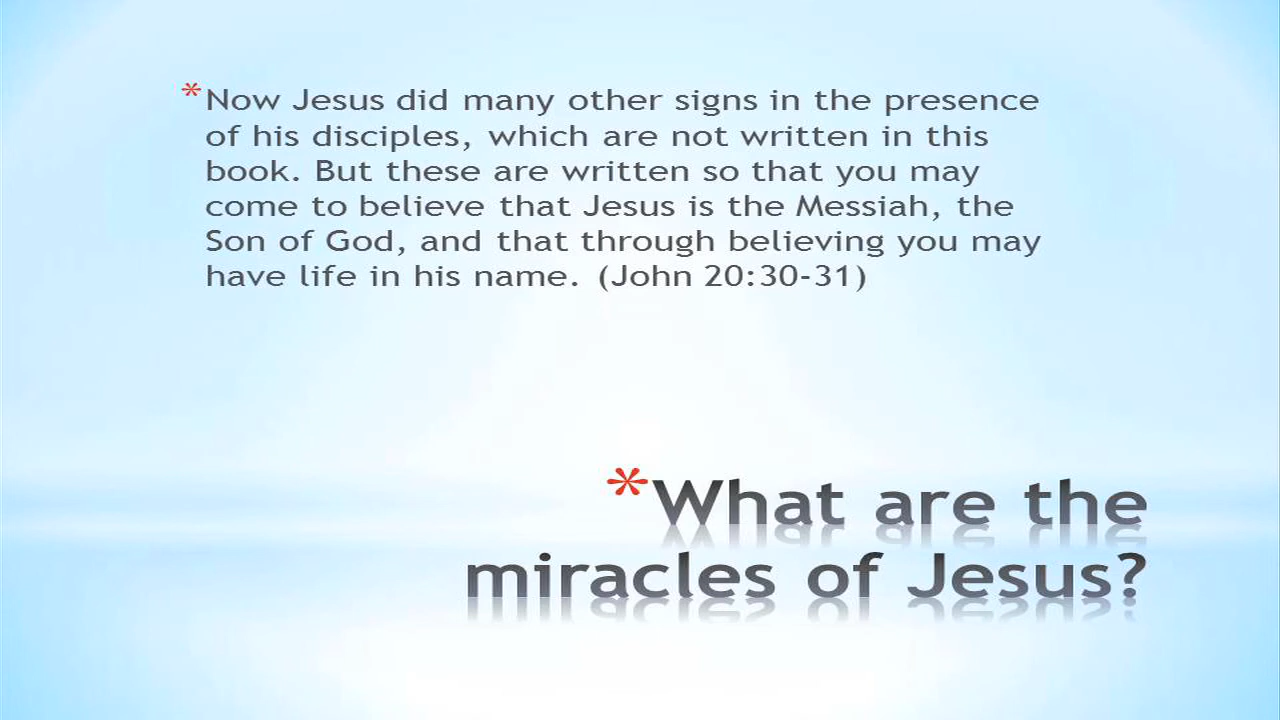 *Now Jesus did many other signs in the presence
of his disciples, which are not written in this
book. But these are written so that you may
come to believe that Jesus is the Messiah, the
Son of God, and that through believing you may
have life in his name. (John 20:30-31)
*What are the
miracles of Jesus?